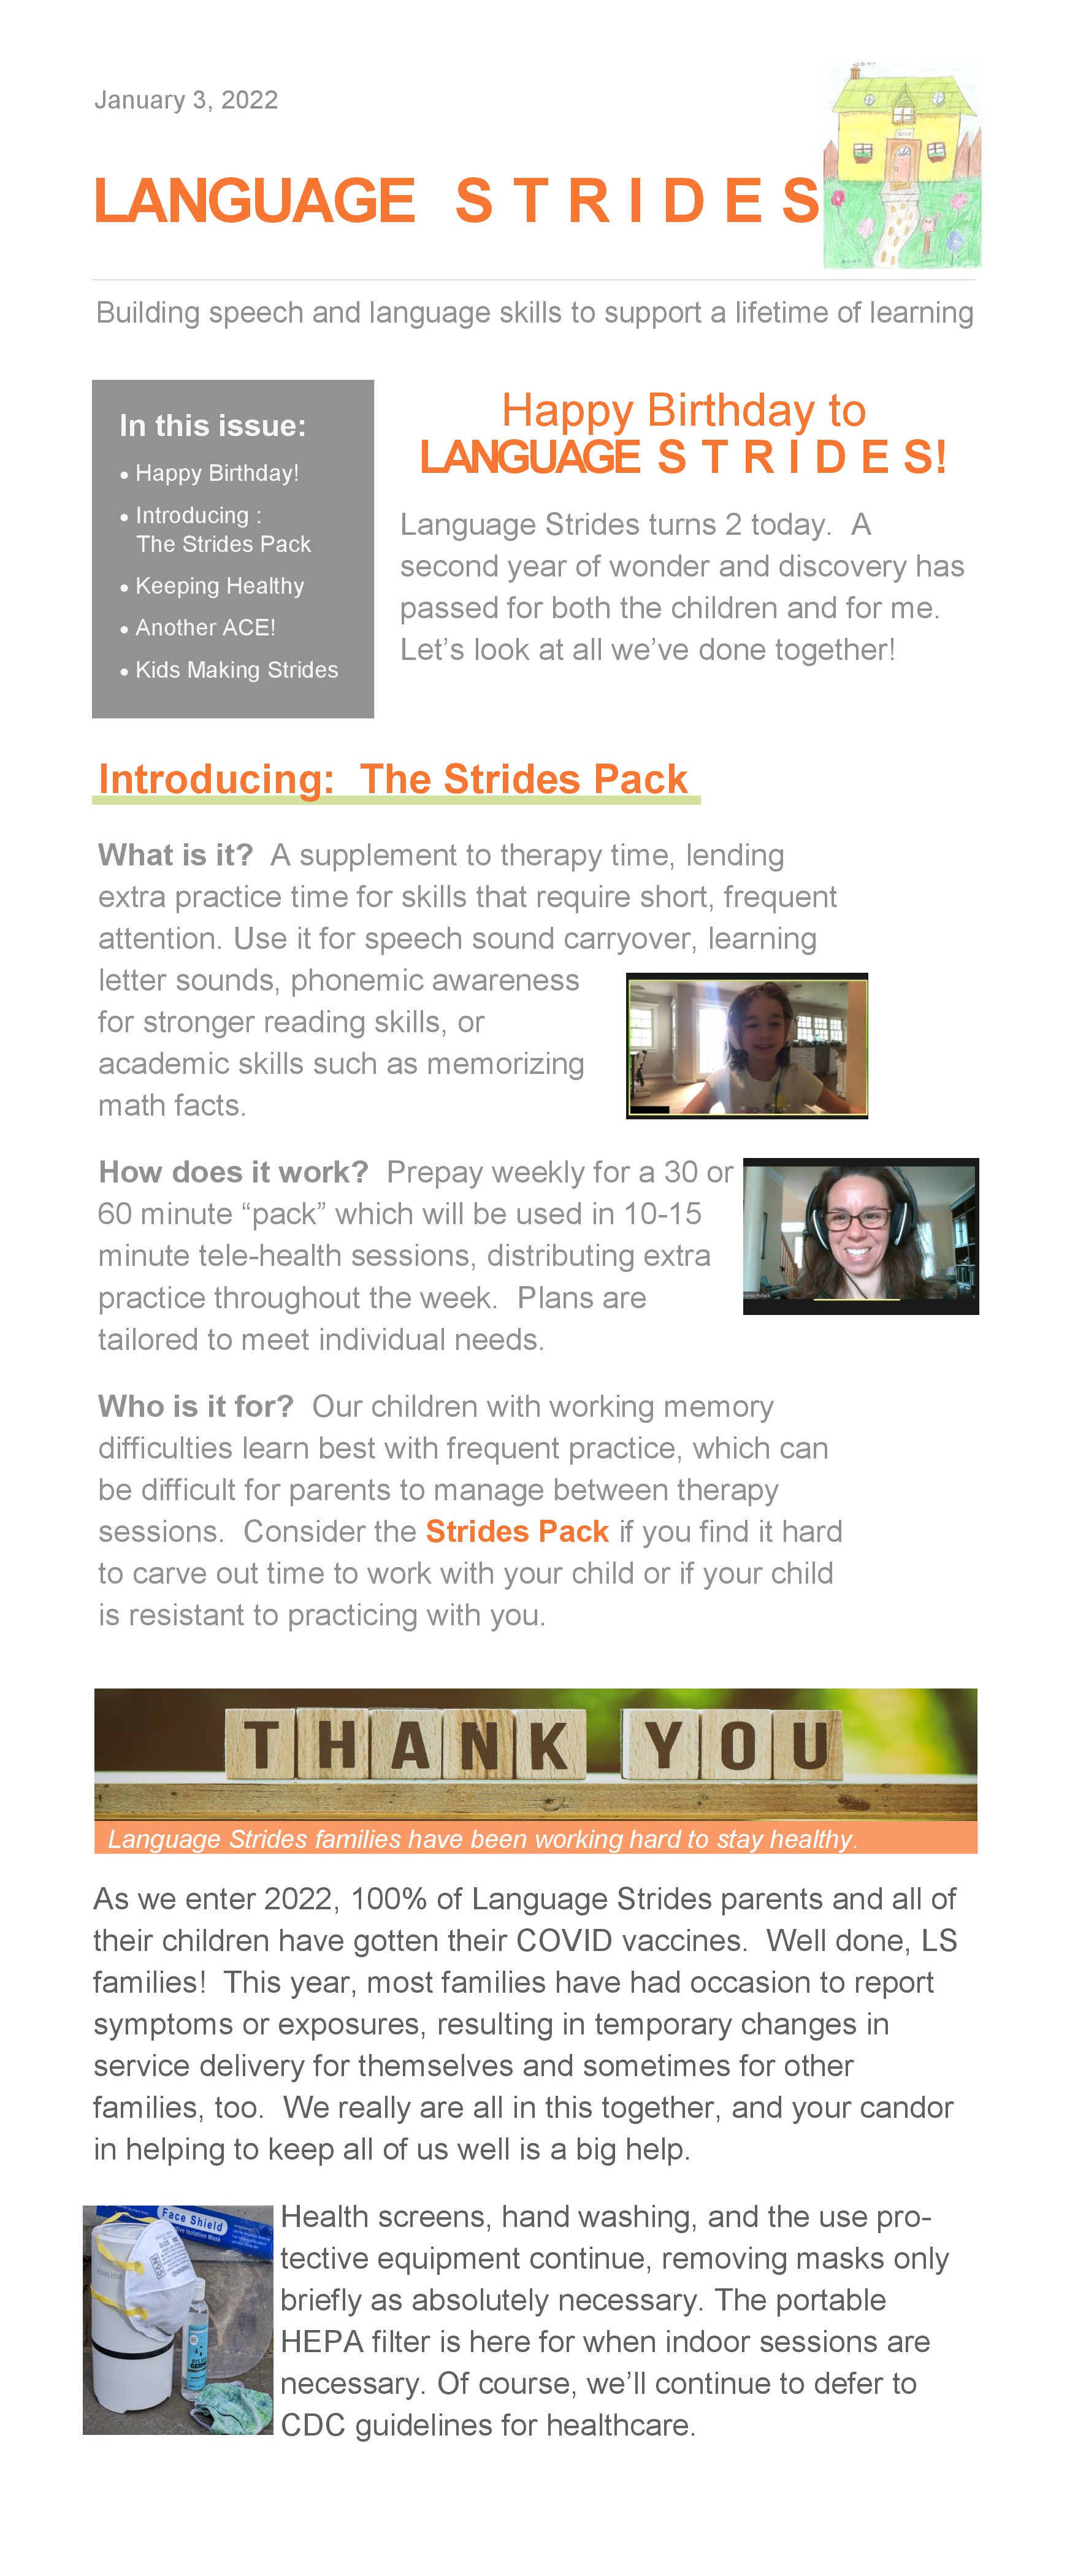 January 3, 2022
LANGUAGE S T R I D E S
Building speech and language skills to support a lifetime of learning
In this issue:
• Happy Birthday!
• Introducing :
The Strides Pack
• Keeping Healthy
• Another ACE!
• Kids Making Strides
Happy Birthday to
LANGUAGE S T R I D E S!
Language Strides turns 2 today.  A
second year of wonder and discovery has
passed for both the children and for me.
Let’s look at all we’ve done together!
Introducing:  The Strides Pack
What is it?  A supplement to therapy time, lending
extra practice time for skills that require short, frequent
attention. Use it for speech sound carryover, learning
letter sounds, phonemic awareness
for stronger reading skills, or
academic skills such as memorizing
math facts.
How does it work?  Prepay weekly for a 30 or
60 minute “pack” which will be used in 10-15
minute tele-health sessions, distributing extra
practice throughout the week.  Plans are
tailored to meet individual needs.
Who is it for?  Our children with working memory
difficulties learn best with frequent practice, which can
be difficult for parents to manage between therapy
sessions.  Consider the Strides Pack if you find it hard
to carve out time to work with your child or if your child
is resistant to practicing with you.
THANK YOU
Language Strides families have been working hard to stay healthy.
As we enter 2022, 100% of Language Strides parents and all of
their children have gotten their COVID vaccines.  Well done, LS
families!  This year, most families have had occasion to report
symptoms or exposures, resulting in temporary changes in
service delivery for themselves and sometimes for other
families, too.  We really are all in this together, and your candor
in helping to keep all of us well is a big help.
Face Shield
Isolation Mask
N95
Health screens, hand washing, and the use pro-
tective equipment continue, removing masks only
briefly as absolutely necessary. The portable
HEPA filter is here for when indoor sessions are
necessary. Of course, we’ll continue to defer to
CDC guidelines for healthcare.